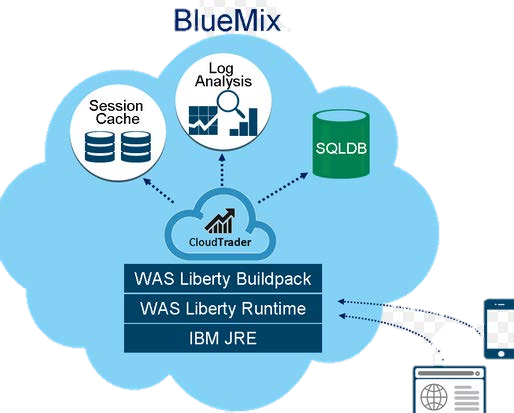 BlueMix
Log
Analysis
Session
Cache
SQLDB
CloudTrader
WAS Liberty Buildpack
WAS Liberty Runtime
IBM JRE